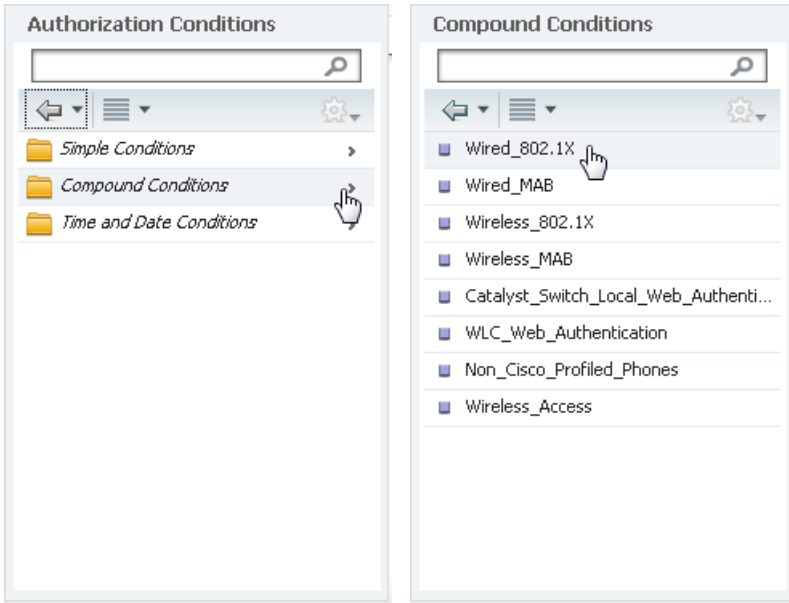 Authorization Conditions
Simple Conditions
Compound Conditions
Time and Date Conditions
Compound Conditions
Wired_802.1X
Wired_MAB
Wireless_802.1X
Wireless_MAB
Catalyst_Switch_Local_Web_Authenti...
WLC_Web_Authentication
Non_Cisco_Profiled_Phones
Wireless_Access